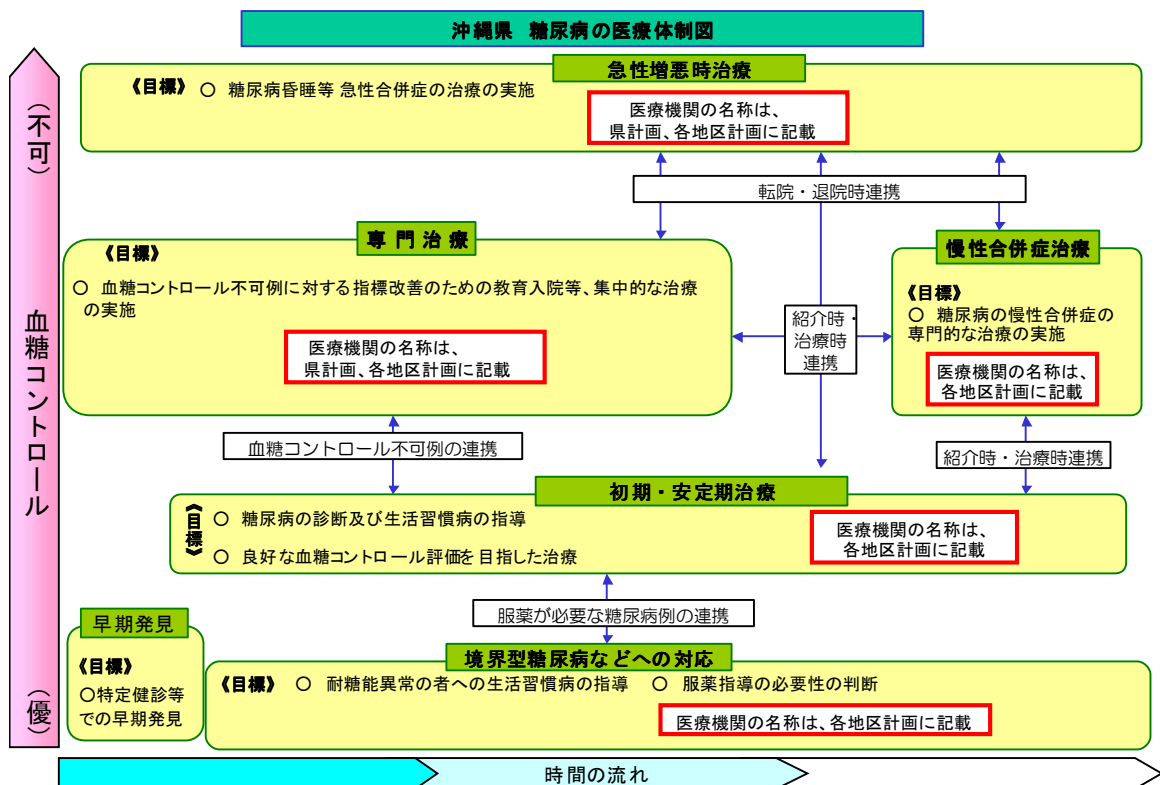 沖縄県 糖尿病の医療体制図
急性増悪時治療
《目標》 ○ 糖尿病昏睡等 急性合併症の治療の実施
医療機関の名称は、
県計画、各地区計画に記載
(不可)
血糖コントロール
(優)
転院・退院時連携
専門治療
《目標》
○ 血糖コントロール不可例に対する指標改善のための教育入院等、集中的な治療
の実施
医療機関の名称は、
県計画、各地区計画に記載
紹介時・
治療時
連携
慢性合併症治療
《目標》
○ 糖尿病の慢性合併症の
専門的な治療の実施
医療機関の名称は、
各地区計画に記載
血糖コントロール不可例の連携
紹介時・治療時連携
初期・安定期治療
《目標》
○ 糖尿病の診断及び生活習慣病の指導
○ 良好な血糖コントロール評価を目指した治療
医療機関の名称は、
各地区計画に記載
服薬が必要な糖尿病例の連携
早期発見
《目標》
○特定健診等
での早期発見
境界型糖尿病などへの対応
《目標》 ○ 耐糖能異常の者への生活習慣病の指導 ○ 服薬指導の必要性の判断
医療機関の名称は、各地区計画に記載
時間の流れ